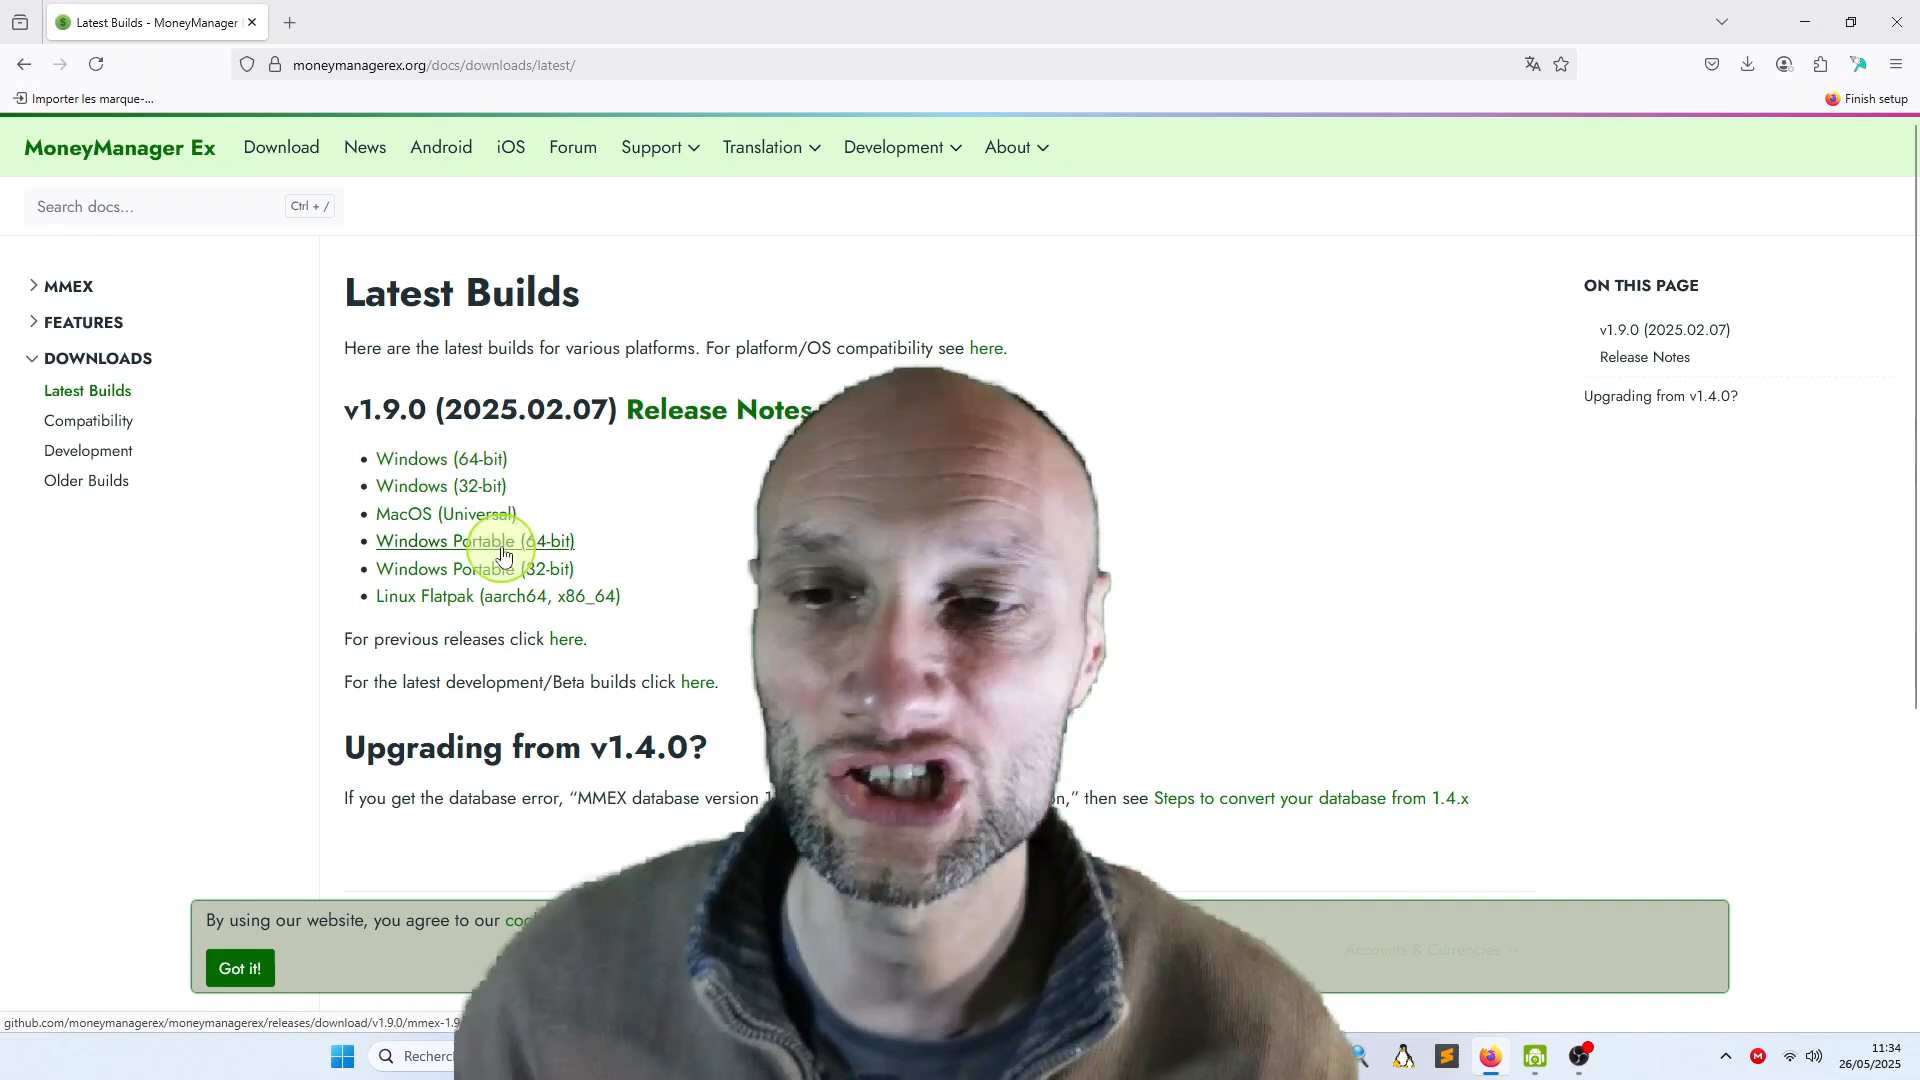 Latest Builds - MoneyManager
moneymanagerex.org/docs/downloads/latest/
Importer les marque-...
Finish setup
MoneyManager Ex
Download
News
Android
iOS
Forum
Support
Translation
Development
About
Search docs...
Ctrl + /
MMEX
FEATURES
DOWNLOADS
Latest Builds
Compatibility
Development
Older Builds
Latest Builds
Here are the latest builds for various platforms. For platform/OS compatibility see here.
v1.9.0 (2025.02.07) Release Notes
Windows (64-bit)
Windows (32-bit)
MacOS (Universal)
Windows Portable (64-bit)
Windows Portable (32-bit)
Linux Flatpak (aarch64, x86_64)
For previous releases click here.
For the latest development/Beta builds click here.
Upgrading from v1.4.0?
If you get the database error, “MMEX database version on,” then see Steps to convert your database from 1.4.x
ON THIS PAGE
v1.9.0 (2025.02.07)
Release Notes
Upgrading from v1.4.0?
By using our website, you agree to our
Got it!
Accounts & Currencies →
github.com/moneymanagerex/moneymanagerex/releases/download/v1.9.0/mmex-1.9
Recherc
11:34
26/05/2025